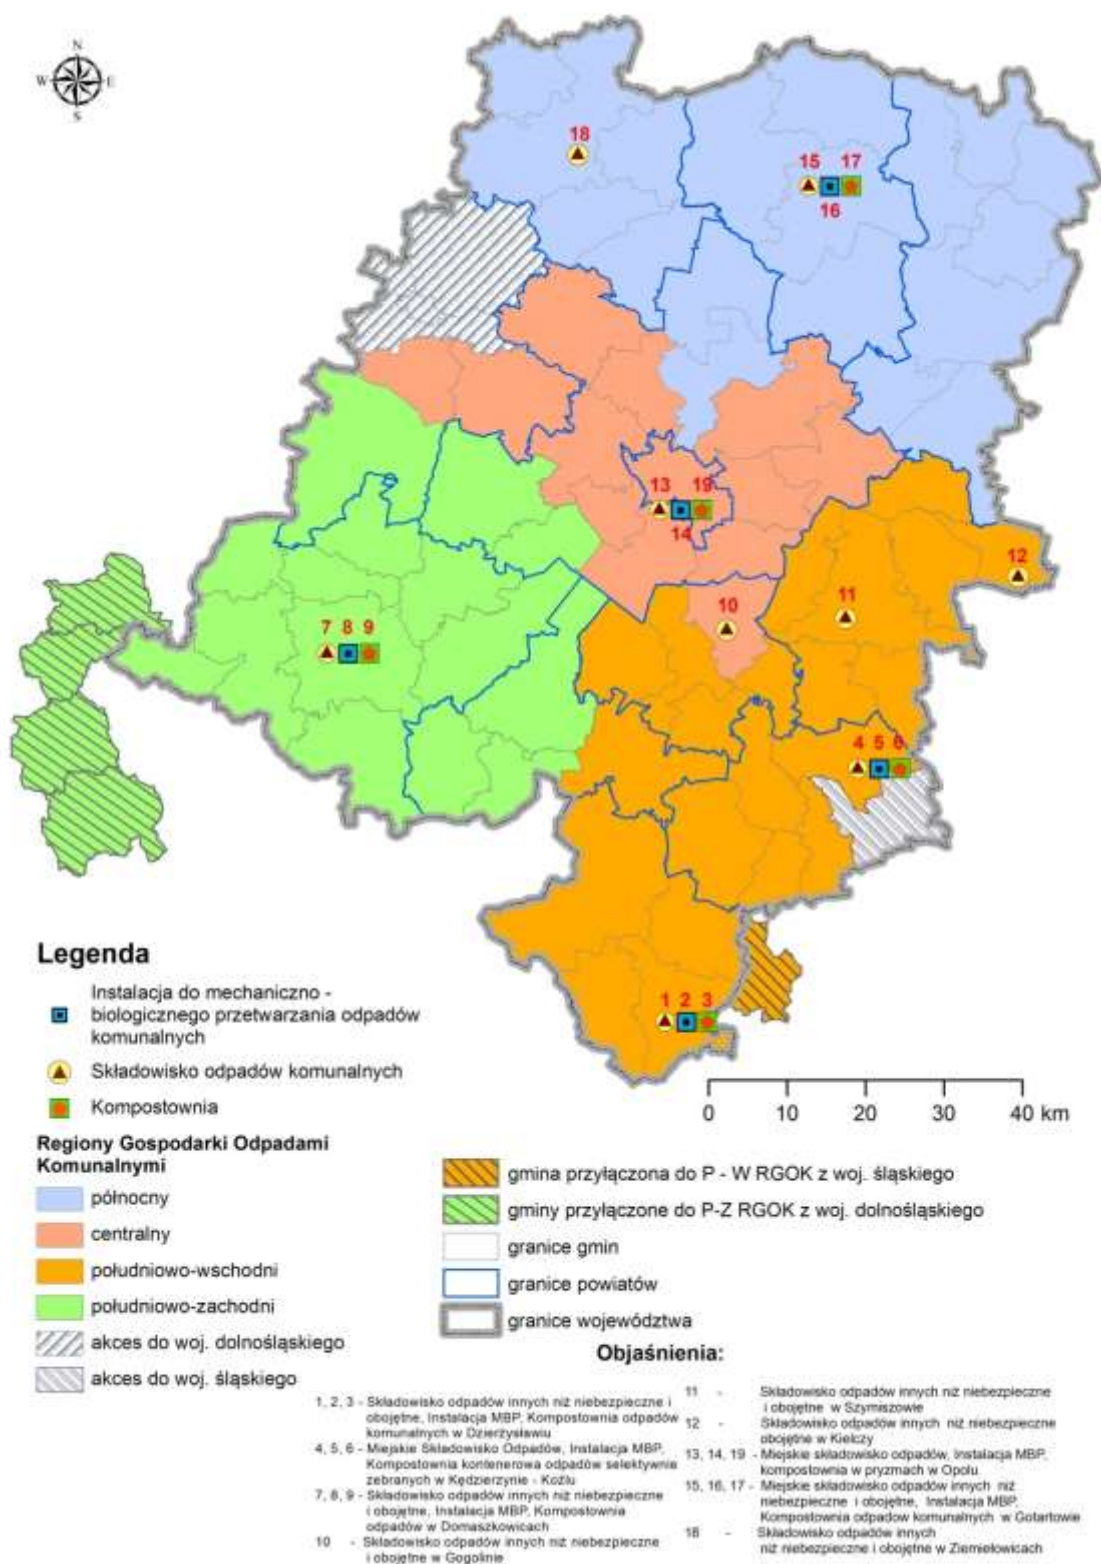 N
W E
S
18
15 17
16
13 19
14
12
10
11
7 8 9
4 5 6
1 2 3
Legenda
Instalacja do mechaniczno -
biologicznego przetwarzania odpadów
komunalnych
Składowisko odpadów komunalnych
Kompostownia
0 10 20 30 40 km
Regiony Gospodarki Odpadami
Komunalnymi
północny
centralny
południowo-wschodni
południowo-zachodni
akces do woj. dolnośląskiego
akces do woj. śląskiego
gmina przyłączona do P - W RGOK z woj. śląskiego
gminy przyłączone do P-Z RGOK z woj. dolnośląskiego
granice gmin
granice powiatów
granice województwa
Objaśnienia:
1, 2, 3 - Składowisko odpadów innych niż niebezpieczne i
obojętne, Instalacja MBP, Kompostownia odpadów
komunalnych w Dzierżysławiu
4, 5, 6 - Miejskie Składowisko Odpadów, Instalacja MBP,
Kompostownia kontenerowa odpadów selektywnie
zebranych w Kędzierzynie - Koźlu
7, 8, 9 - Składowisko odpadów innych niż niebezpieczne
i obojętne, Instalacja MBP, Kompostownia
odpadów w Domaszkowicach
10 - Składowisko odpadów innych niż niebezpieczne
i obojętne w Gogolinie
11 - Składowisko odpadów innych niż niebezpieczne
i obojętne w Szymiszowie
12 - Składowisko odpadów innych niż niebezpieczne
obojętne w Kielczy
13, 14, 19 - Miejskie składowisko odpadów, Instalacja MBP,
kompostownia w pryzmach w Opolu
15, 16, 17 - Miejskie składowisko odpadów innych niż
niebezpieczne i obojętne, Instalacja MBP,
Kompostownia odpadow komunalnych w Gotartowie
18 - Składowisko odpadów innych
niż niebezpieczne i obojętne w Ziemiełowicach